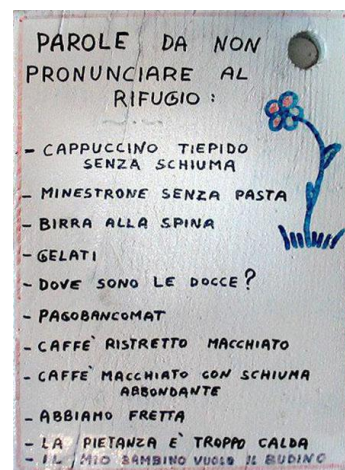 PAROLE DA NON
PRONUNCIARE AL
RIFUGIO:
- CAPPUCCINO TIEPIDO
SENZA SCHIUMA
- MINESTRONE SENZA PASTA
- BIRRA ALLA SPINA
- GELATI
- DOVE SONO LE DOCCE?
- PAGOBANCOMAT
- CAFFE' RISTRETTO MACCHIATO
- CAFFE' MACCHIATO CON SCHIUMA
ABBONDANTE
- ABBIAMO FRETTA
- LA PIETANZA E' TROPPO CALDA
- IL MIO BAMBINO VUOLE IL BUDINO